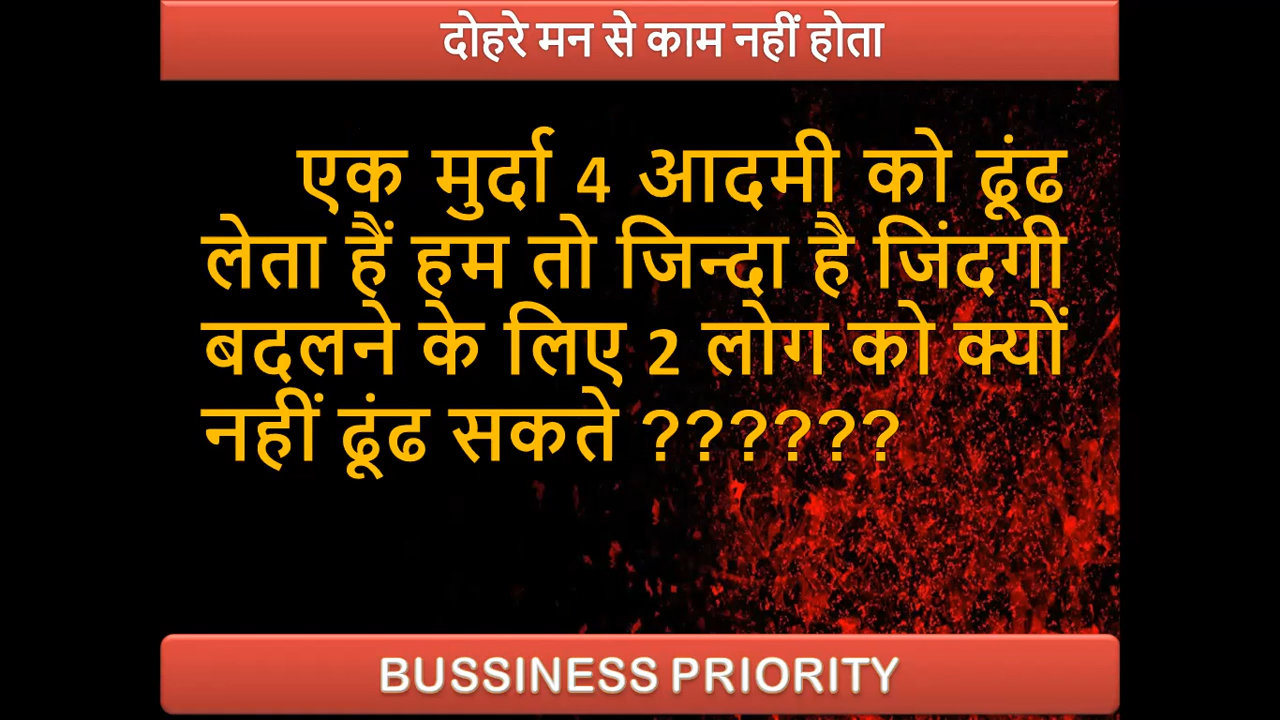 दोहरे मन से काम नहीं होता
एक मुर्दा 4 आदमी को ढूंढ
लेता हैं हम तो जिन्दा है जिंदगी
बदलने के लिए 2 लोग को क्यों
नहीं ढूंढ सकते ??????
BUSSINESS PRIORITY